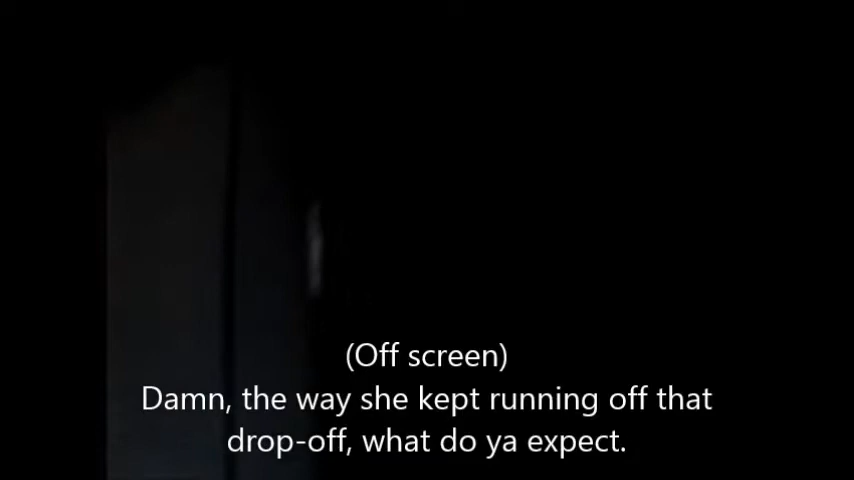 (Off screen)
Damn, the way she kept running off that
drop-off, what do ya expect.